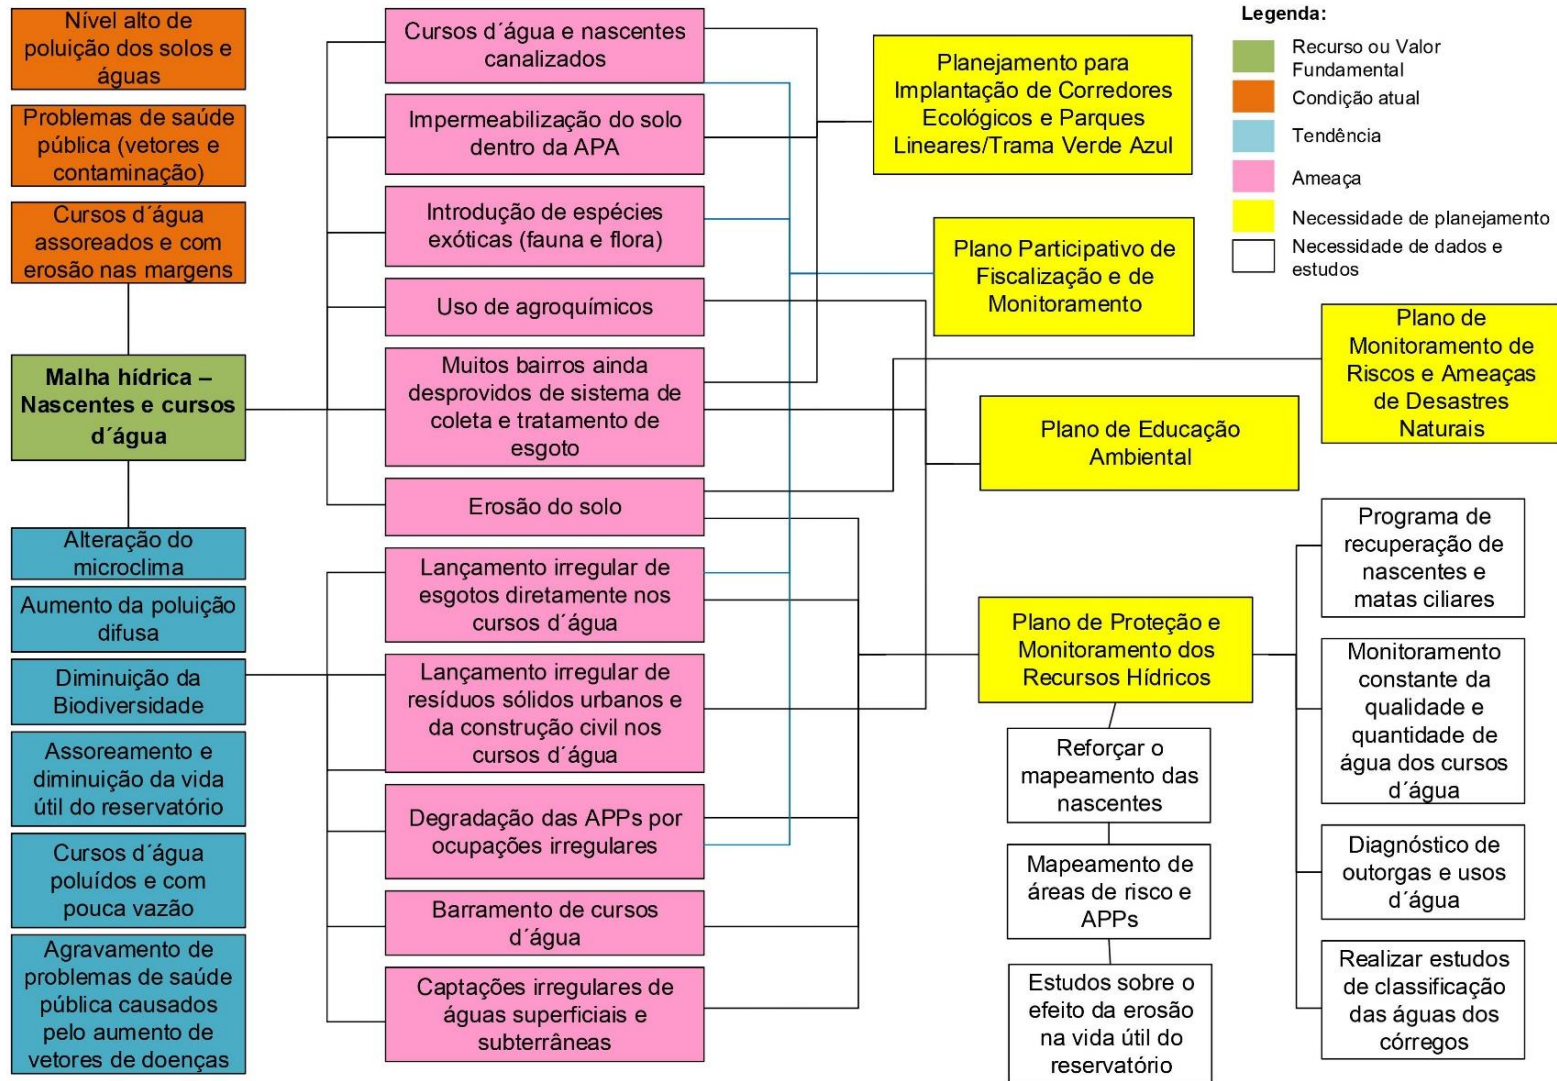 Nível alto de
poluição dos solos e
águas
Problemas de saúde
pública (vetores e
contaminação)
Cursos d´água
assoreados e com
erosão nas margens
Malha hídrica –
Nascentes e cursos
d´água
Alteração do
microclima
Aumento da poluição
difusa
Diminuição da
Biodiversidade
Assoreamento e
diminuição da vida
útil do reservatório
Cursos d´água
poluídos e com
pouca vazão
Agravamento de
problemas de saúde
pública causados
pelo aumento de
vetores de doenças
Cursos d´água e nascentes
canalizados
Impermeabilização do solo
dentro da APA
Introdução de espécies
exóticas (fauna e flora)
Uso de agroquímicos
Muitos bairros ainda
desprovidos de sistema de
coleta e tratamento de
esgoto
Erosão do solo
Lançamento irregular de
esgotos diretamente nos
cursos d´água
Lançamento irregular de
resíduos sólidos urbanos e
da construção civil nos
cursos d´água
Degradação das APPs por
ocupações irregulares
Barramento de cursos
d´água
Captações irregulares de
águas superficiais e
subterrâneas
Planejamento para
Implantação de Corredores
Ecológicos e Parques
Lineares/Trama Verde Azul
Plano Participativo de
Fiscalização e de
Monitoramento
Plano de Educação
Ambiental
Plano de Proteção e
Monitoramento dos
Recursos Hídricos
Reforçar o
mapeamento das
nascentes
Mapeamento de
áreas de risco e
APPs
Estudos sobre o
efeito da erosão
na vida útil do
reservatório
Legenda:
Recurso ou Valor
Fundamental
Condição atual
Tendência
Ameaça
Necessidade de planejamento
Necessidade de dados e
estudos
Plano de
Monitoramento de
Riscos e Ameaças
de Desastres
Naturais
Programa de
recuperação de
nascentes e
matas ciliares
Monitoramento
constante da
qualidade e
quantidade de
água dos cursos
d´água
Diagnóstico de
outorgas e usos
d´água
Realizar estudos
de classificação
das águas dos
córregos